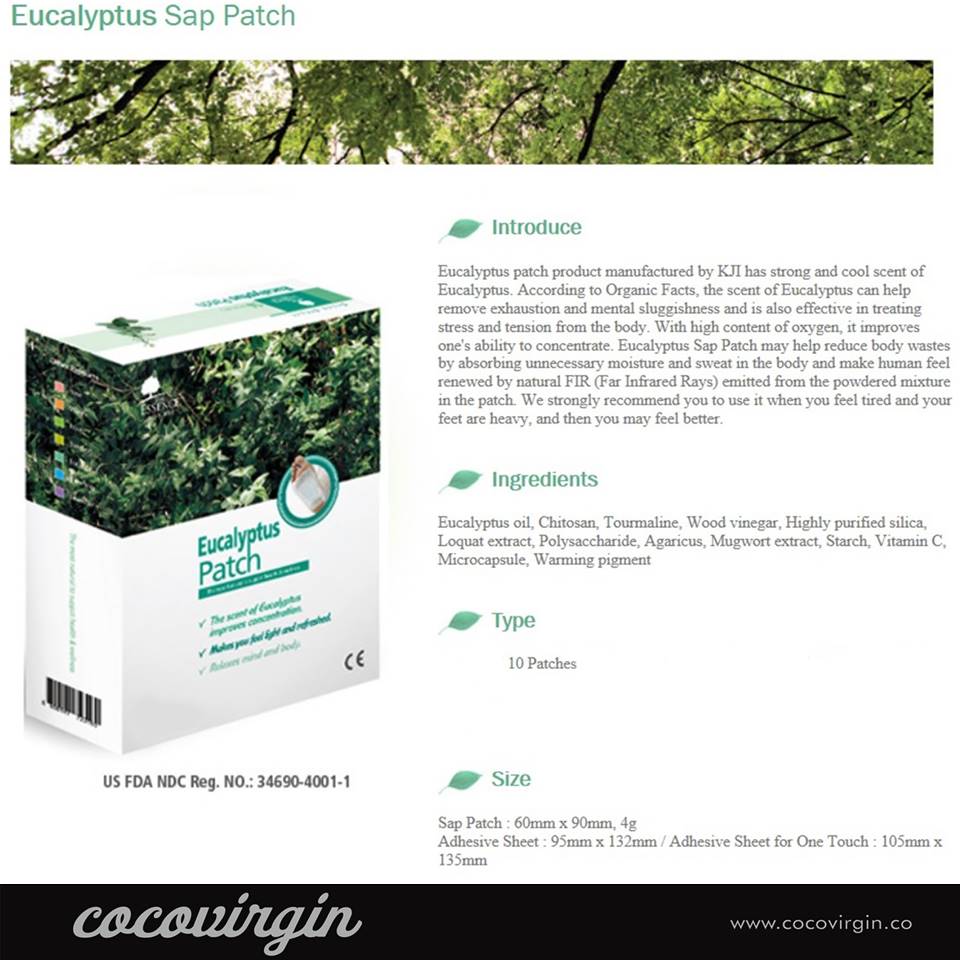 Eucalyptus Sap Patch
Introduce
Eucalyptus patch product manufactured by KJI has strong and cool scent of
Eucalyptus. According to Organic Facts, the scent of Eucalyptus can help
remove exhaustion and mental sluggishness and is also effective in treating
stress and tension from the body. With high content of oxygen, it improves
one's ability to concentrate. Eucalyptus Sap Patch may help reduce body wastes
by absorbing unnecessary moisture and sweat in the body and make human feel
renewed by natural FIR (Far Infrared Rays) emitted from the powdered mixture
in the patch. We strongly recommend you to use it when you feel tired and your
feet are heavy, and then you may feel better.
Ingredients
Eucalyptus oil, Chitosan, Tourmaline, Wood vinegar, Highly purified silica,
Loquat extract, Polysaccharide, Agaricus, Mugwort extract, Starch, Vitamin C,
Microcapsule, Warming pigment
Type
10 Patches
Size
Sap Patch : 60mm x 90mm, 4g
Adhesive Sheet : 95mm x 132mm / Adhesive Sheet for One Touch : 105mm x
135mm
Eucalyptus Patch
Eucalyptus
Patch
√ The scent of Eucalyptus
improves concentration.
√ Makes you feel light and refreshed.
√ Relaxes mind and body.
CE
The most natural to support health & wellness
US FDA NDC Reg. NO.: 34690-4001-1
cocovirgin
www.cocovirgin.co